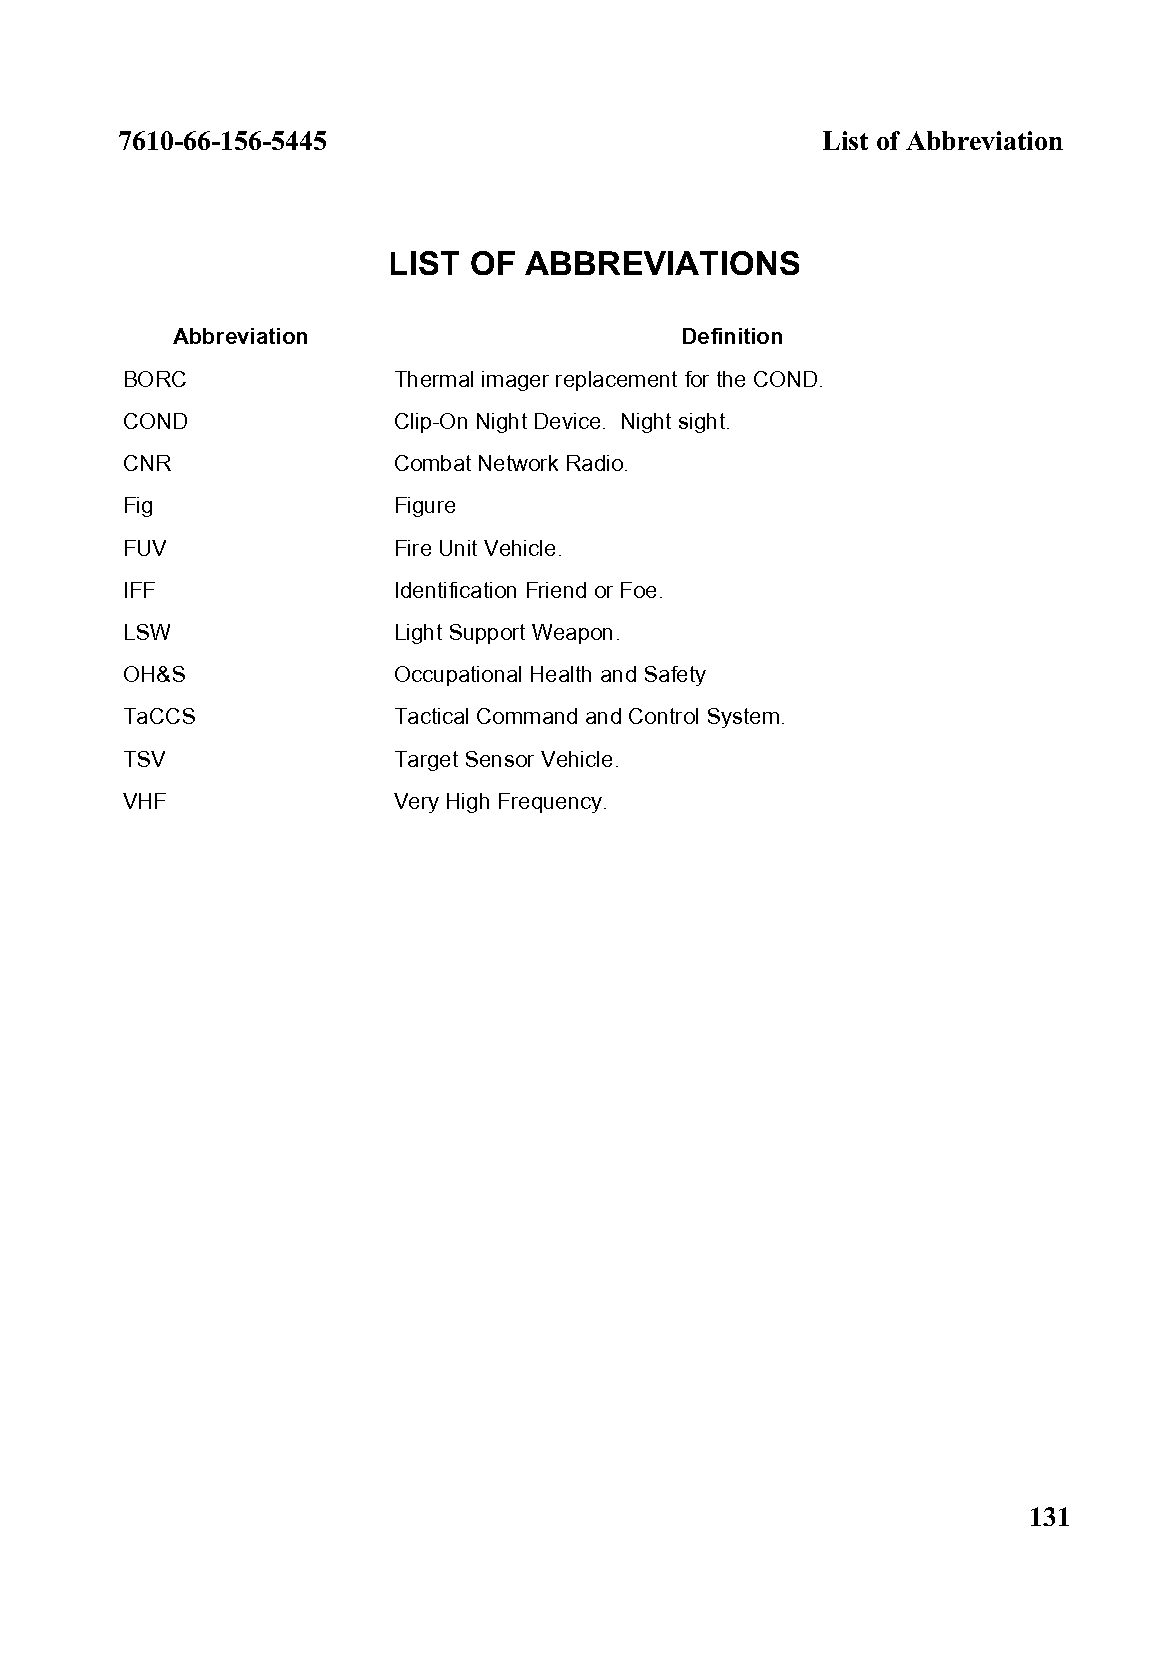 7610-66-156-5445 List of Abbreviation
LIST OF ABBREVIATIONS
Abbreviation Definition
BORC Thermal imager replacement for the COND.
COND Clip-On Night Device. Night sight.
CNR Combat Network Radio.
Fig Figure
FUV Fire Unit Vehicle.
IFF Identification Friend or Foe.
LSW Light Support Weapon.
OH&S Occupational Health and Safety
TaCCS Tactical Command and Control System.
TSV Target Sensor Vehicle.
VHF Very High Frequency.
131